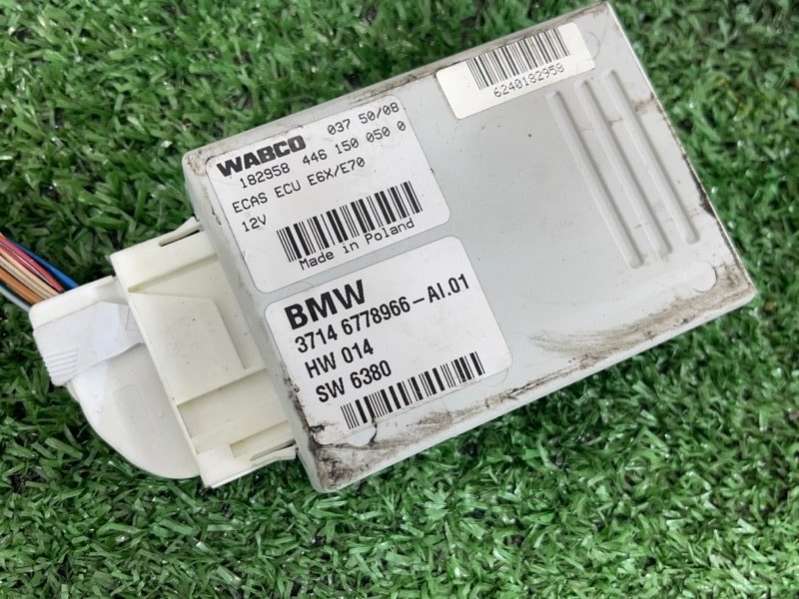 6240182958
WABCO 037 50/08
182958 446 150 050 0
ECAS ECU E6X/E70
12V
Made in Poland
BMW
3714 6778966-AI.01
HW 014
SW 6380